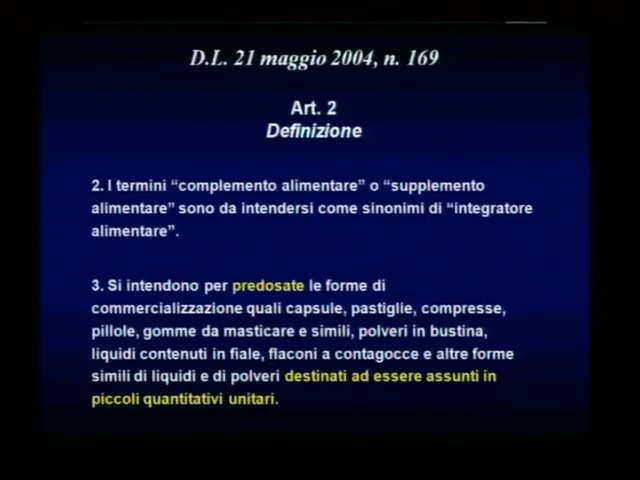 D.L. 21 maggio 2004, n. 169
Art. 2
Definizione
2. I termini “complemento alimentare” o “supplemento
alimentare” sono da intendersi come sinonimi di “integratore
alimentare”.
3. Si intendono per predosate le forme di
commercializzazione quali capsule, pastiglie, compresse,
pillole, gomme da masticare e simili, polveri in bustina,
liquidi contenuti in fiale, flaconi a contagocce e altre forme
simili di liquidi e di polveri destinati ad essere assunti in
piccoli quantitativi unitari.